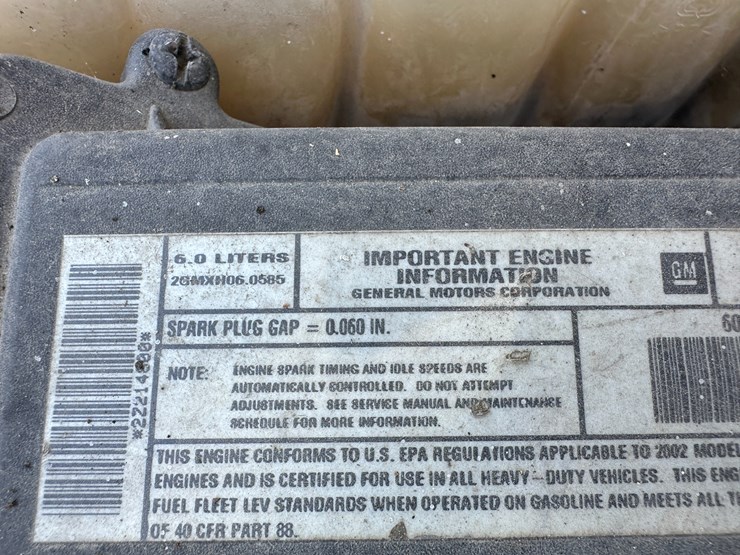 6.0 LITERS
2GMXH06.0585
IMPORTANT ENGINE
INFORMATION
GENERAL MOTORS CORPORATION
GM
SPARK PLUG GAP = 0.060 IN.
60
NOTE: ENGINE SPARK TIMING AND IDLE SPEEDS ARE
AUTOMATICALLY CONTROLLED. DO NOT ATTEMPT
ADJUSTMENTS. SEE SERVICE MANUAL AND MAINTENANCE
SCHEDULE FOR MORE INFORMATION.
THIS ENGINE CONFORMS TO U.S. EPA REGULATIONS APPLICABLE TO 2002 MODEL
ENGINES AND IS CERTIFIED FOR USE IN ALL HEAVY-DUTY VEHICLES. THIS ENG
FUEL FLEET LEV STANDARDS WHEN OPERATED ON GASOLINE AND MEETS ALL
OF 40 CFR PART 88.